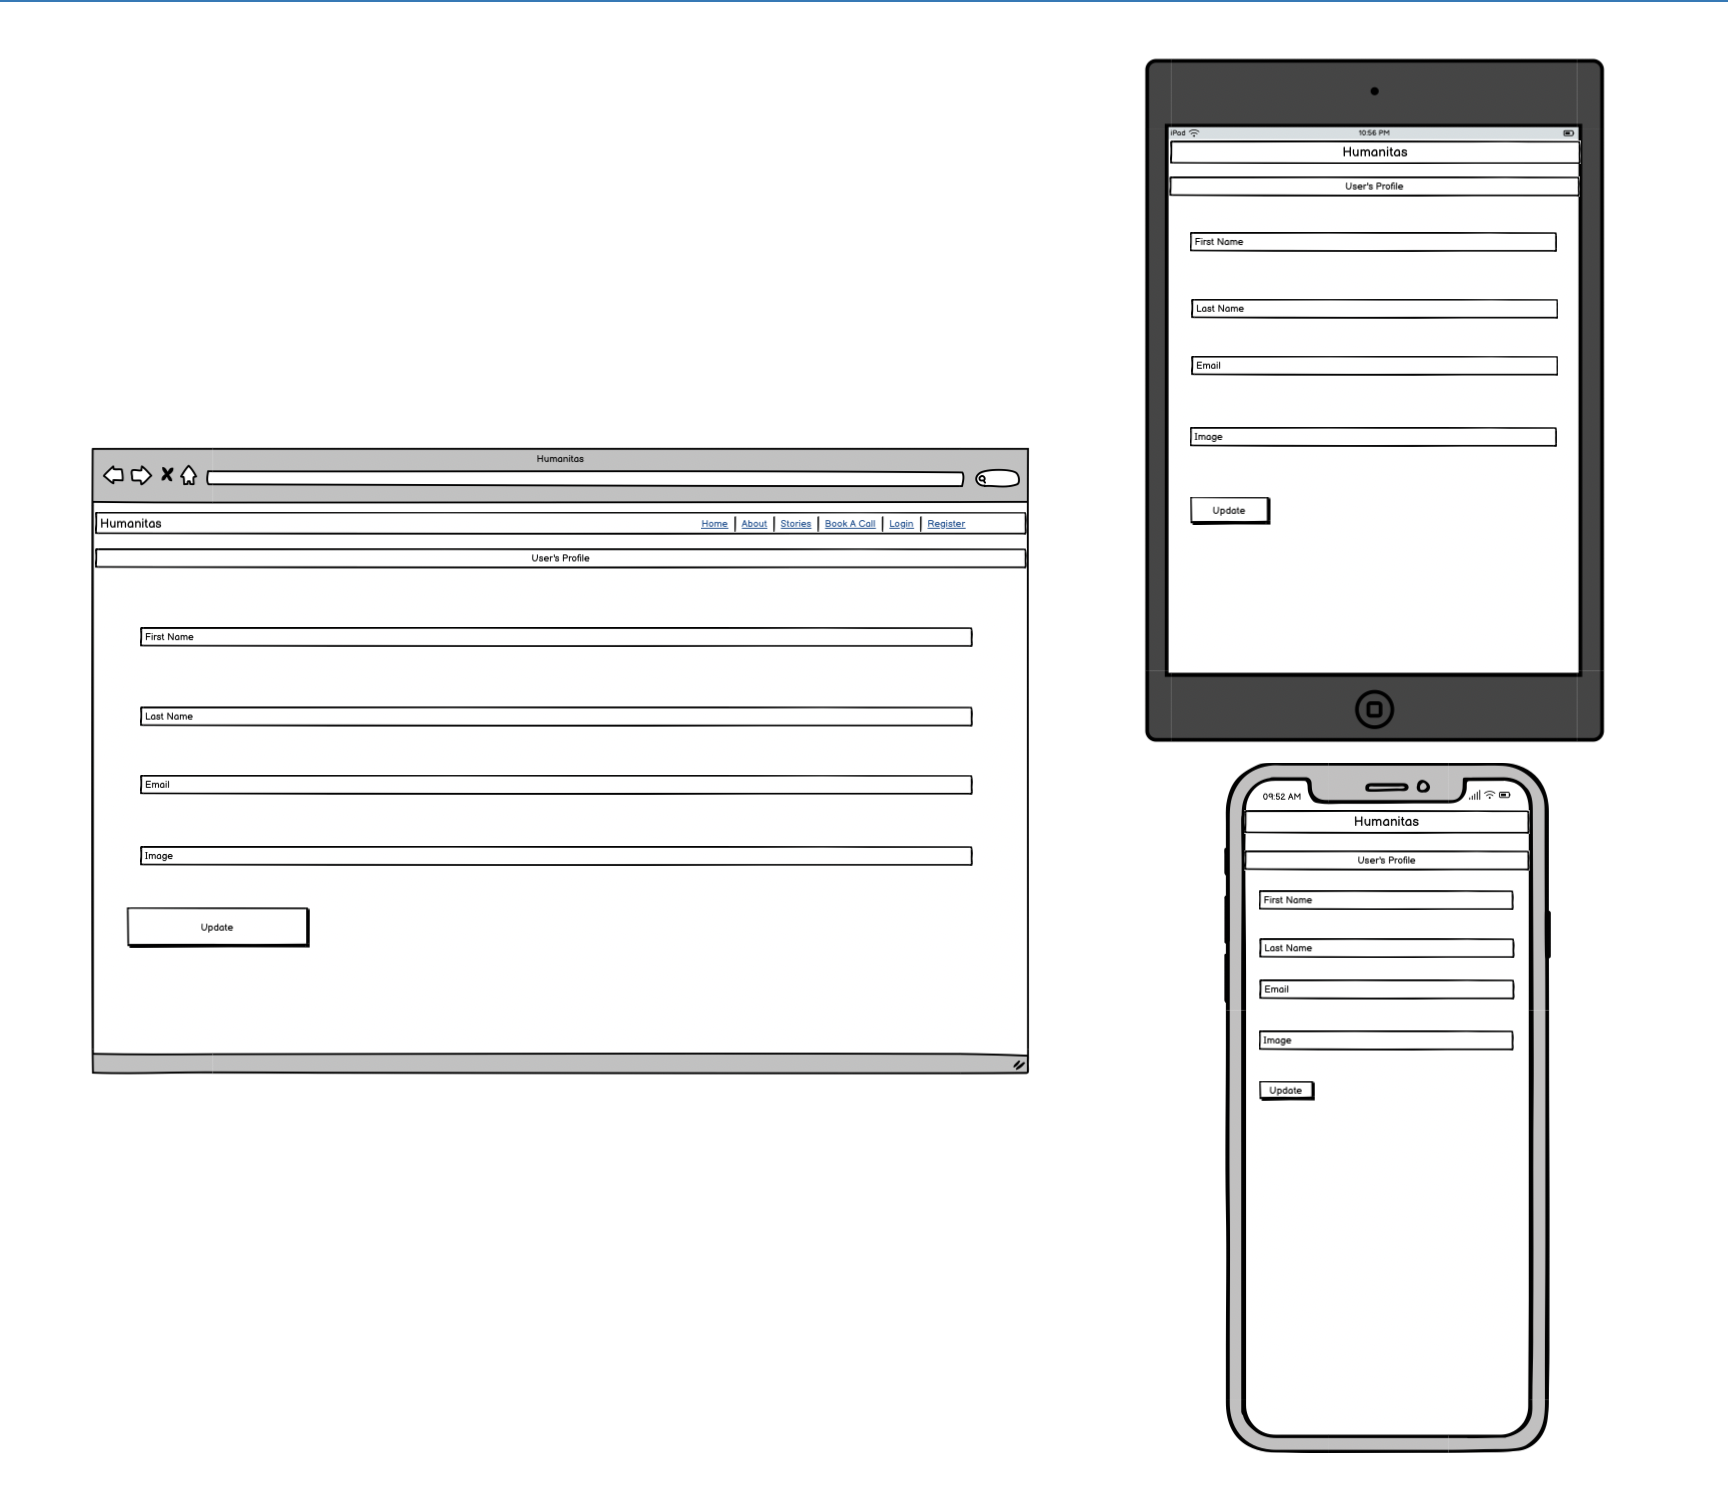 Humanitas
Humanitas Home About Stories Book A Call Login Register
User's Profile
First Name
Last Name
Email
Image
Update
iPad 10:56 PM
Humanitas
User's Profile
First Name
Last Name
Email
Image
Update
09:52 AM
Humanitas
User's Profile
First Name
Last Name
Email
Image
Update